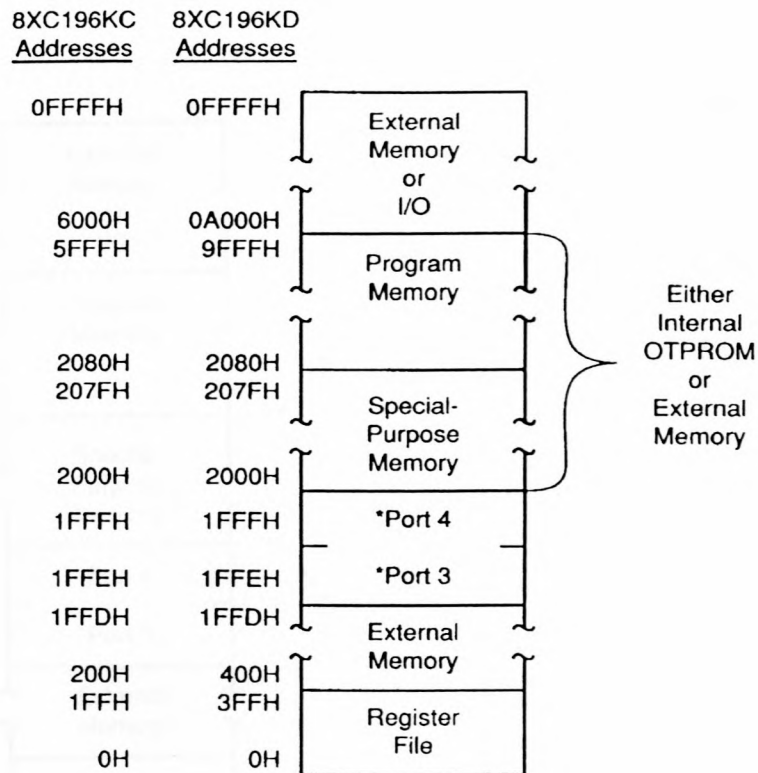 8XC196KC 8XC196KD
Addresses Addresses
0FFFFH 0FFFFH
External
Memory
or
I/O
6000H 0A000H
5FFFH 9FFFH
Program
Memory
Either
Internal
OTPROM
or
External
Memory
2080H 2080H
207FH 207FH
Special-
Purpose
Memory
2000H 2000H
1FFFH 1FFFH *Port 4
1FFEH 1FFEH *Port 3
1FFDH 1FFDH
External
Memory
200H 400H
1FFH 3FFH
Register
File
0H 0H